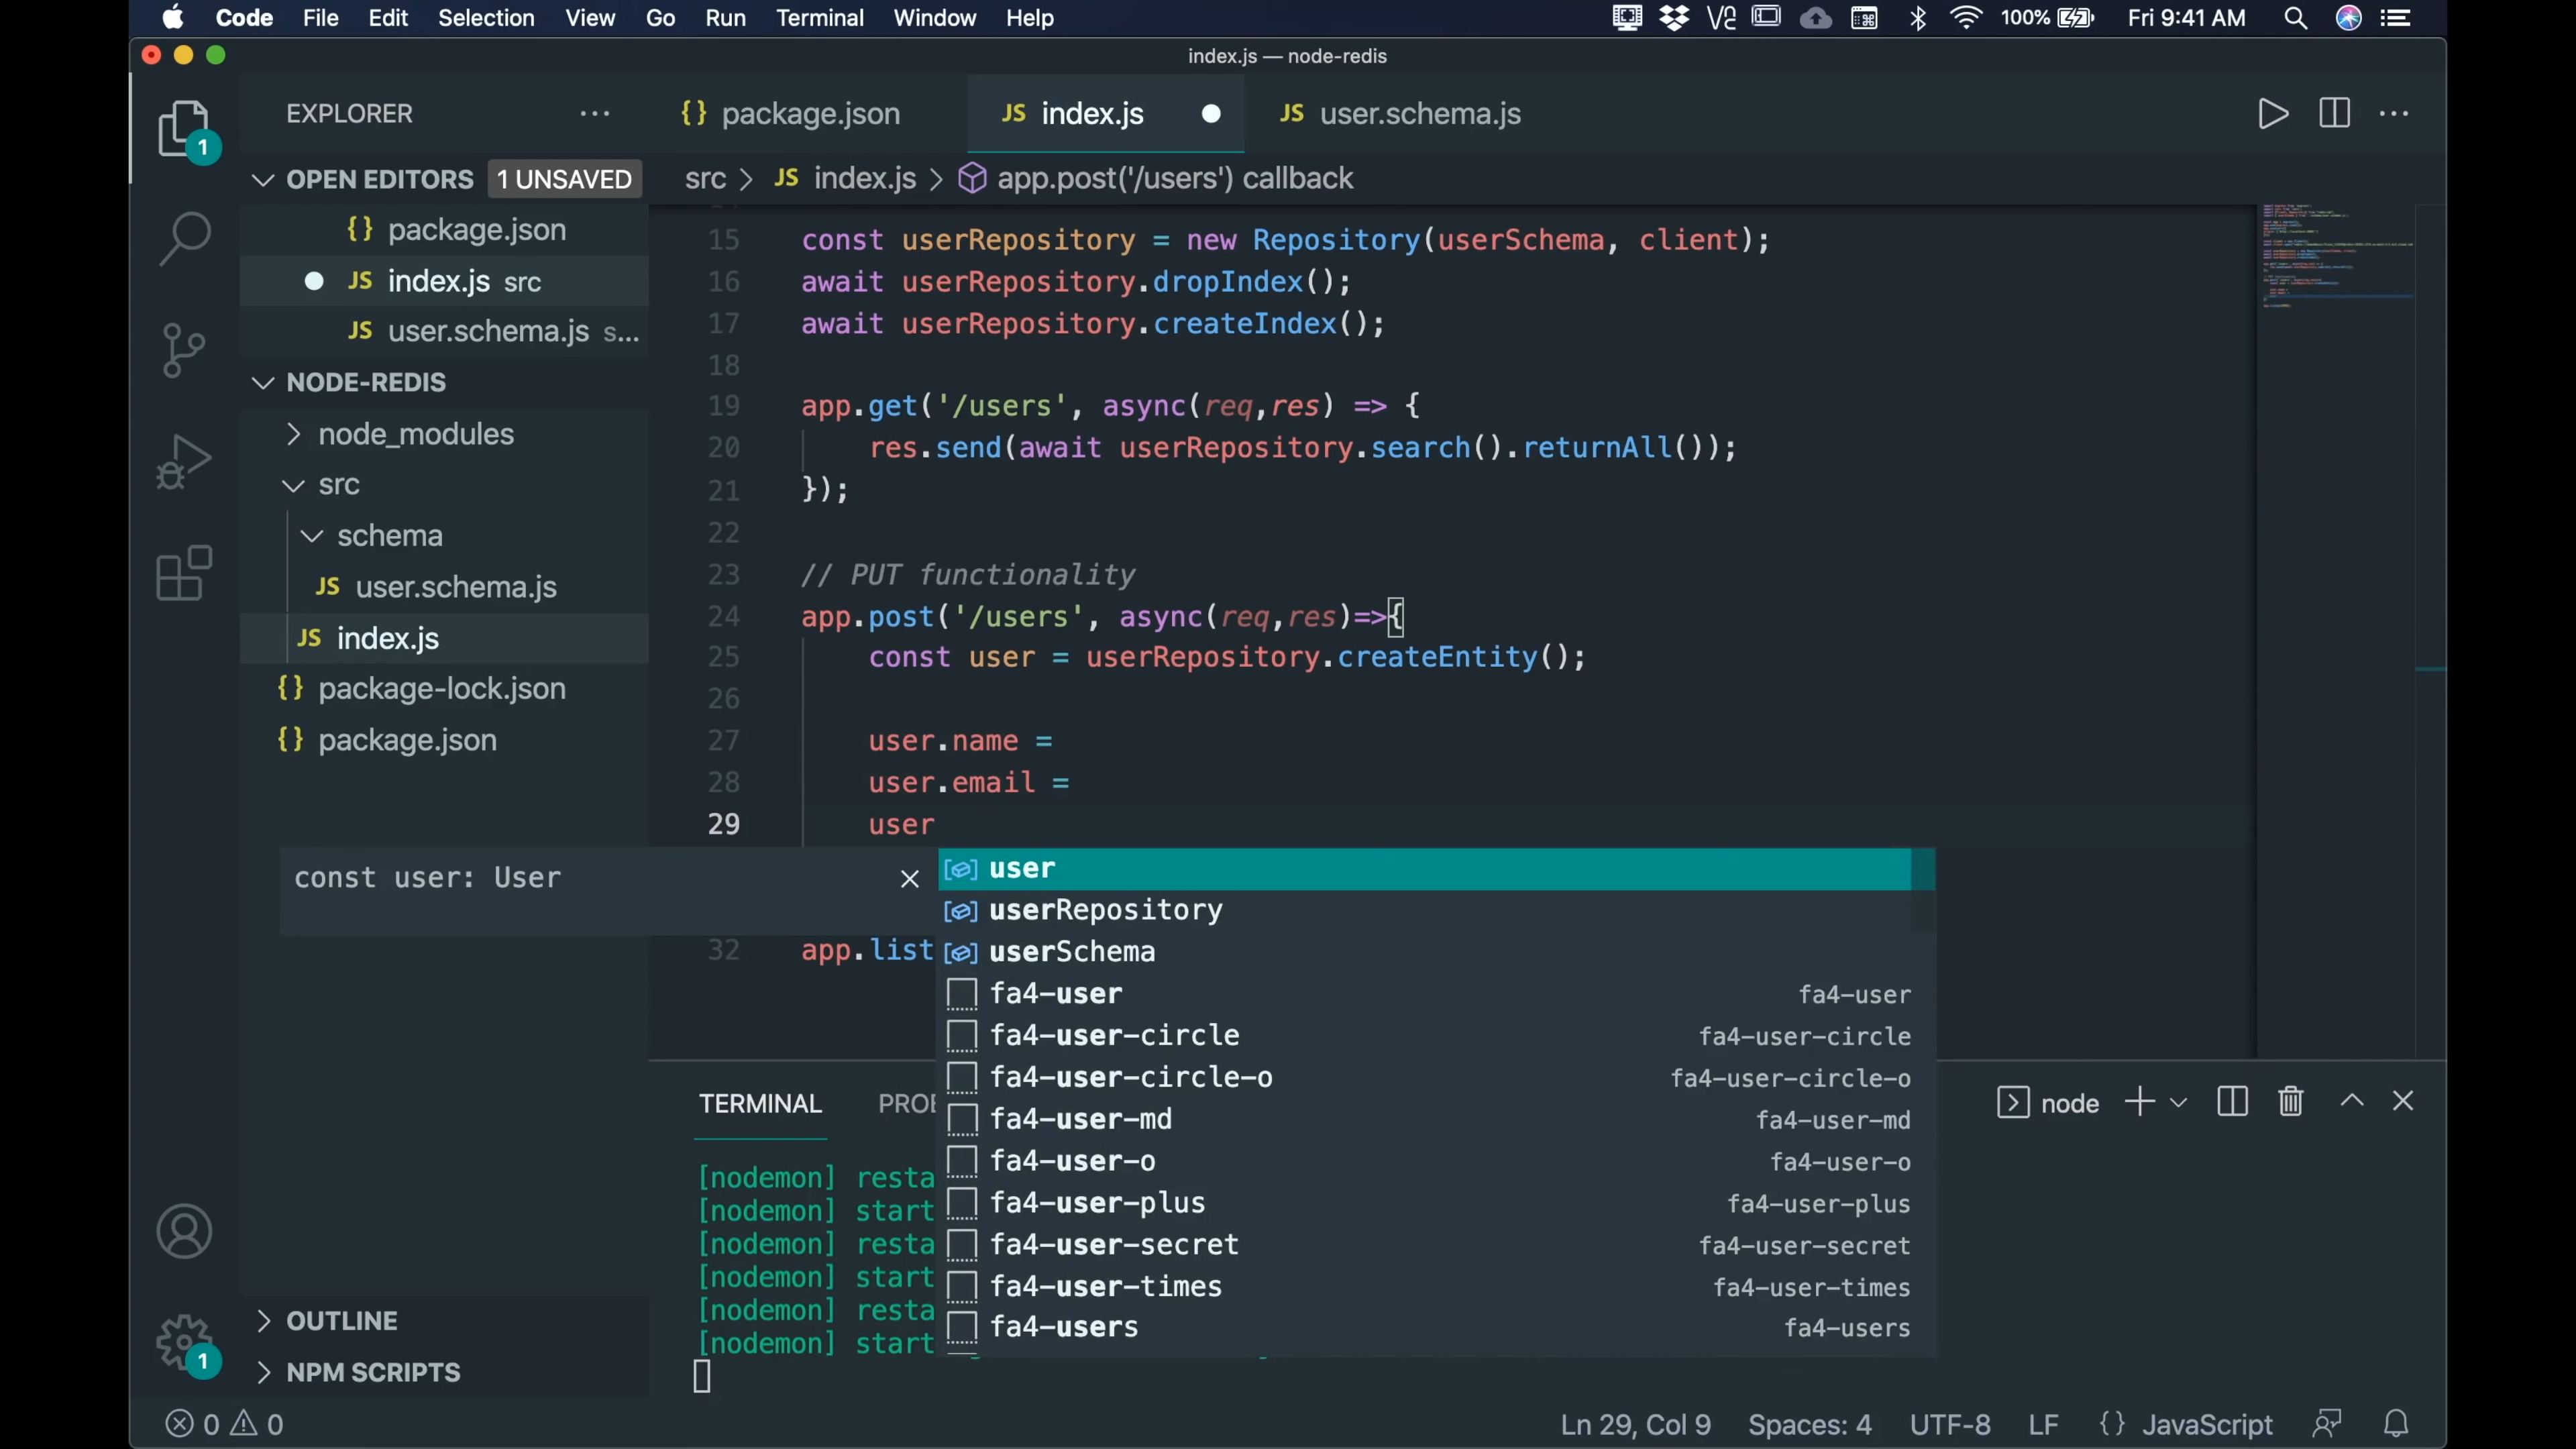 Code File Edit Selection View Go Run Terminal Window Help 100% Fri 9:41 AM
index.js — node-redis
EXPLORER ··· {} package.json JS index.js JS user.schema.js ···
1
OPEN EDITORS 1 UNSAVED src > JS index.js > app.post('/users') callback
{} package.json
JS index.js src
JS user.schema.js s...
NODE-REDIS
node_modules
src
schema
JS user.schema.js
JS index.js
{} package-lock.json
{} package.json
15 const userRepository = new Repository(userSchema, client);
16 await userRepository.dropIndex();
17 await userRepository.createIndex();
18
19 app.get('/users', async(req,res) => {
20 res.send(await userRepository.search().returnAll());
21 });
22
23 // PUT functionality
24 app.post('/users', async(req,res)=>{
25 const user = userRepository.createEntity();
26
27 user.name =
28 user.email =
29 user
const user: User
user
userRepository
userSchema
32 app.list
fa4-user fa4-user
fa4-user-circle fa4-user-circle
fa4-user-circle-o fa4-user-circle-o
fa4-user-md fa4-user-md
fa4-user-o fa4-user-o
fa4-user-plus fa4-user-plus
fa4-user-secret fa4-user-secret
fa4-user-times fa4-user-times
fa4-users fa4-users
TERMINAL PROB node
[nodemon] resta
[nodemon] start
[nodemon] resta
[nodemon] start
[nodemon] resta
[nodemon] start
OUTLINE
1
NPM SCRIPTS
0 0 Ln 29, Col 9 Spaces: 4 UTF-8 LF {} JavaScript